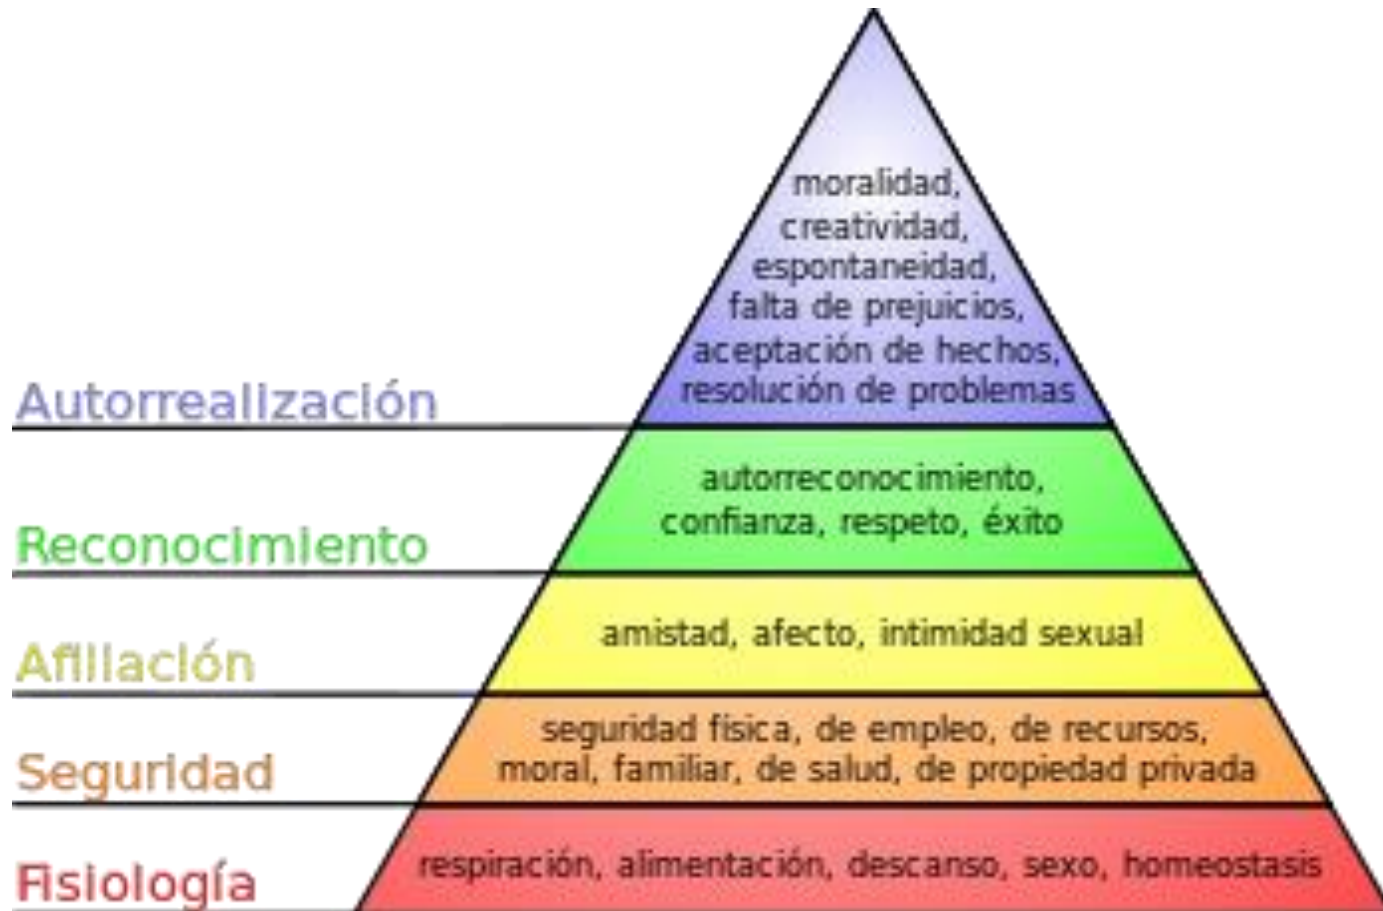 moralidad,
creatividad,
espontaneidad,
falta de prejuicios,
aceptación de hechos,
resolución de problemas
Autorrealización
autorreconocimiento,
confianza, respeto, éxito
Reconocimiento
amistad, afecto, intimidad sexual
Afiliación
seguridad física, de empleo, de recursos,
moral, familiar, de salud, de propiedad privada
Seguridad
respiración, alimentación, descanso, sexo, homeostasis
Fisiología